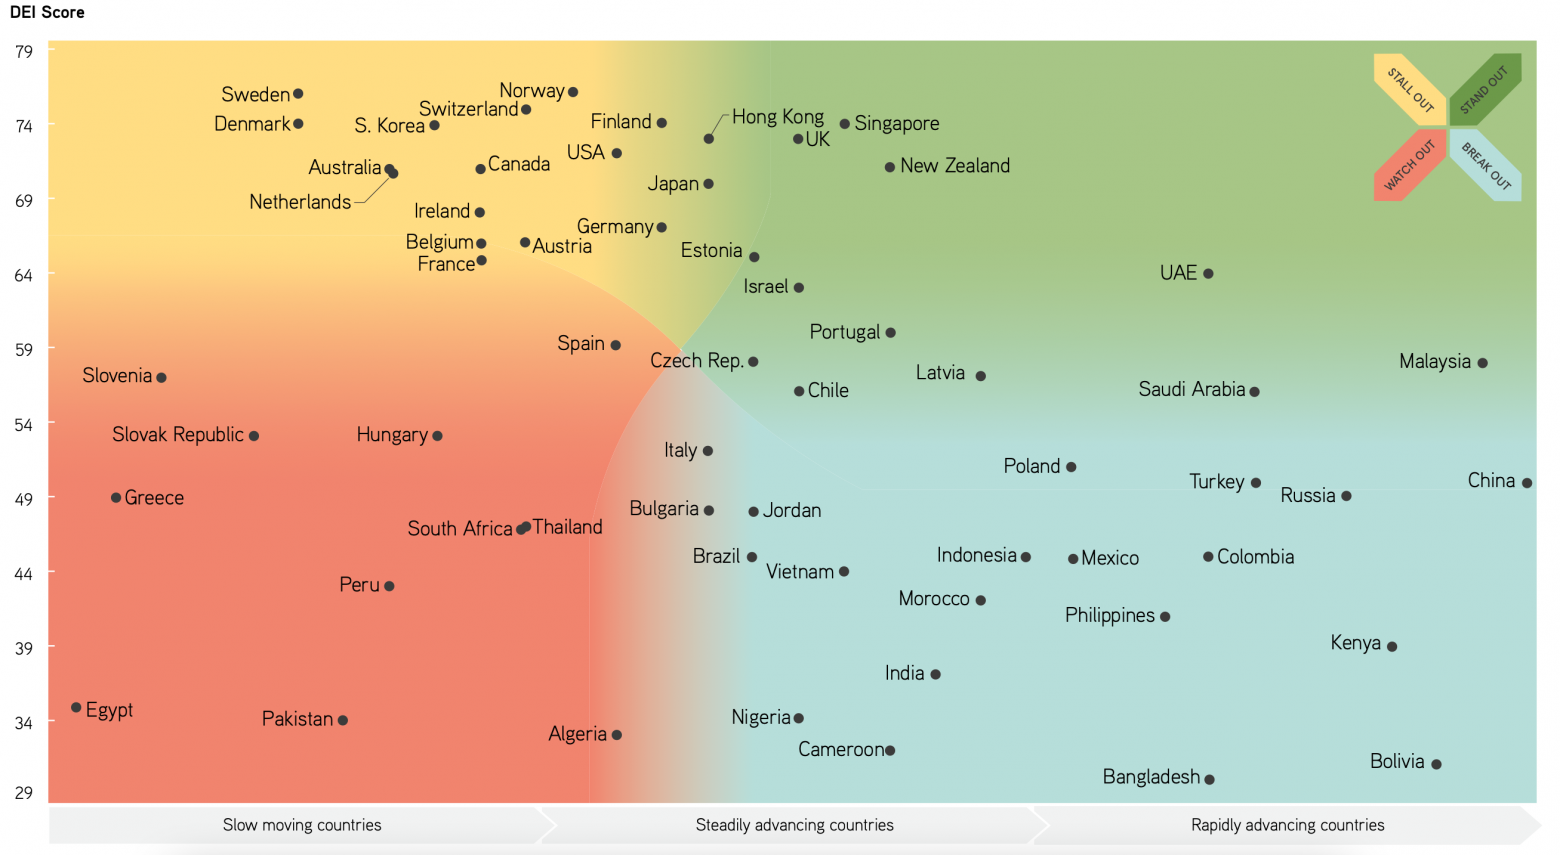 DEI Score
79
74
69
64
59
54
49
44
39
34
29
STALL OUT
STAND OUT
WATCH OUT
BREAK OUT
Sweden
Norway
Switzerland
Denmark
S. Korea
Finland
Hong Kong
UK
Singapore
USA
Australia
Canada
New Zealand
Netherlands
Japan
Ireland
Germany
Belgium
Austria
Estonia
France
Israel
UAE
Portugal
Spain
Czech Rep.
Malaysia
Slovenia
Latvia
Chile
Saudi Arabia
Slovak Republic
Hungary
Italy
Poland
Turkey
China
Greece
Russia
Bulgaria
Jordan
South Africa
Thailand
Brazil
Indonesia
Mexico
Colombia
Vietnam
Peru
Morocco
Philippines
Kenya
India
Egypt
Pakistan
Nigeria
Algeria
Cameroon
Bolivia
Bangladesh
Slow moving countries
Steadily advancing countries
Rapidly advancing countries